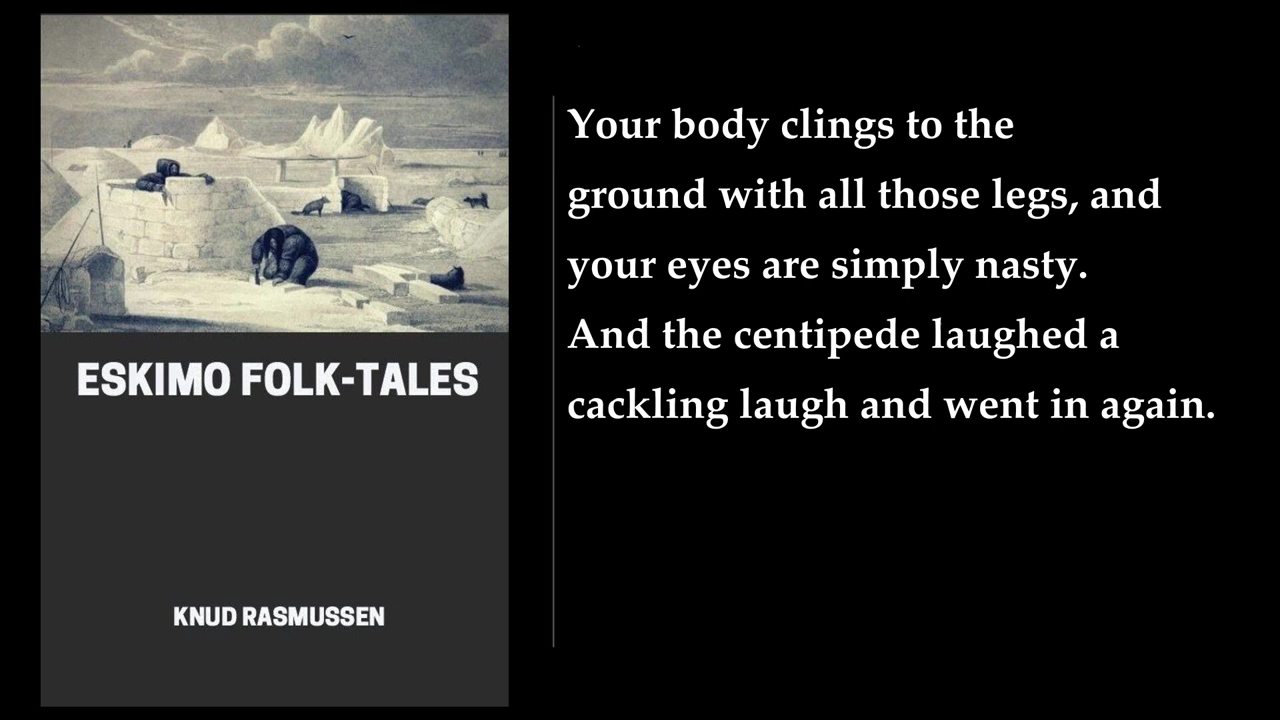 ESKIMO FOLK-TALES
KNUD RASMUSSEN
Your body clings to the
ground with all those legs, and
your eyes are simply nasty.
And the centipede laughed a
cackling laugh and went in again.